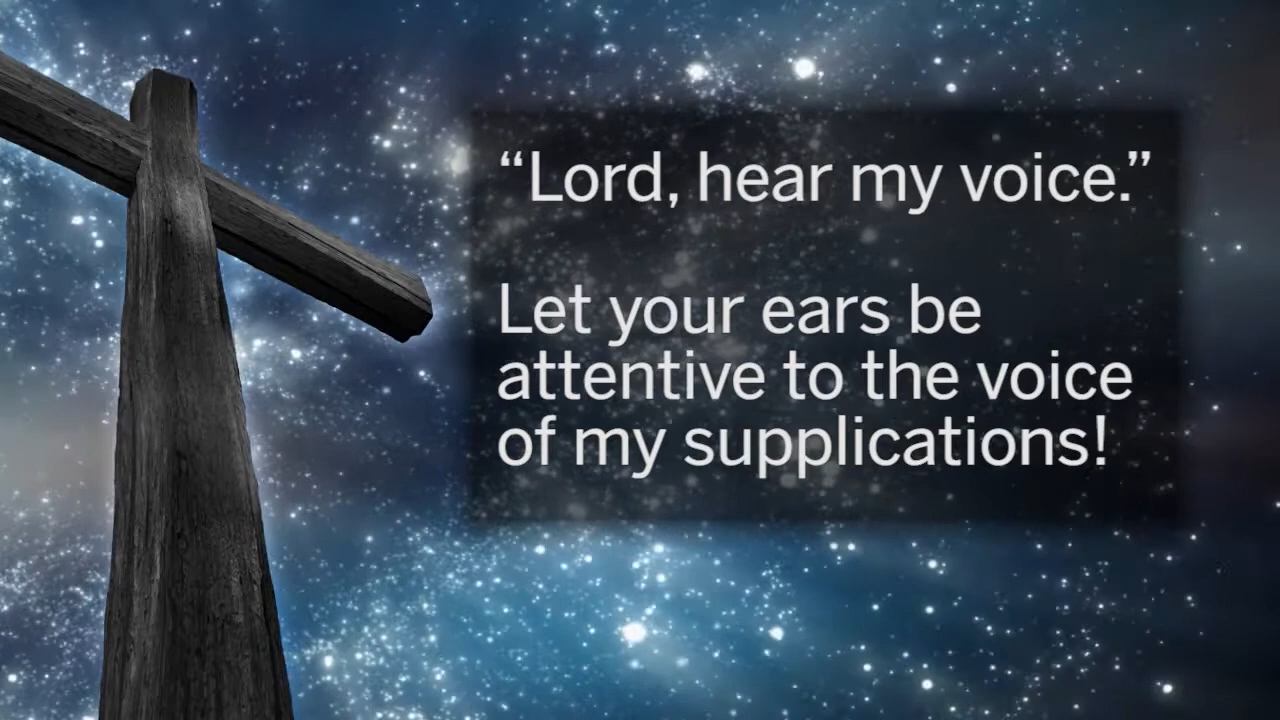 “Lord, hear my voice.”
Let your ears be
attentive to the voice
of my supplications!